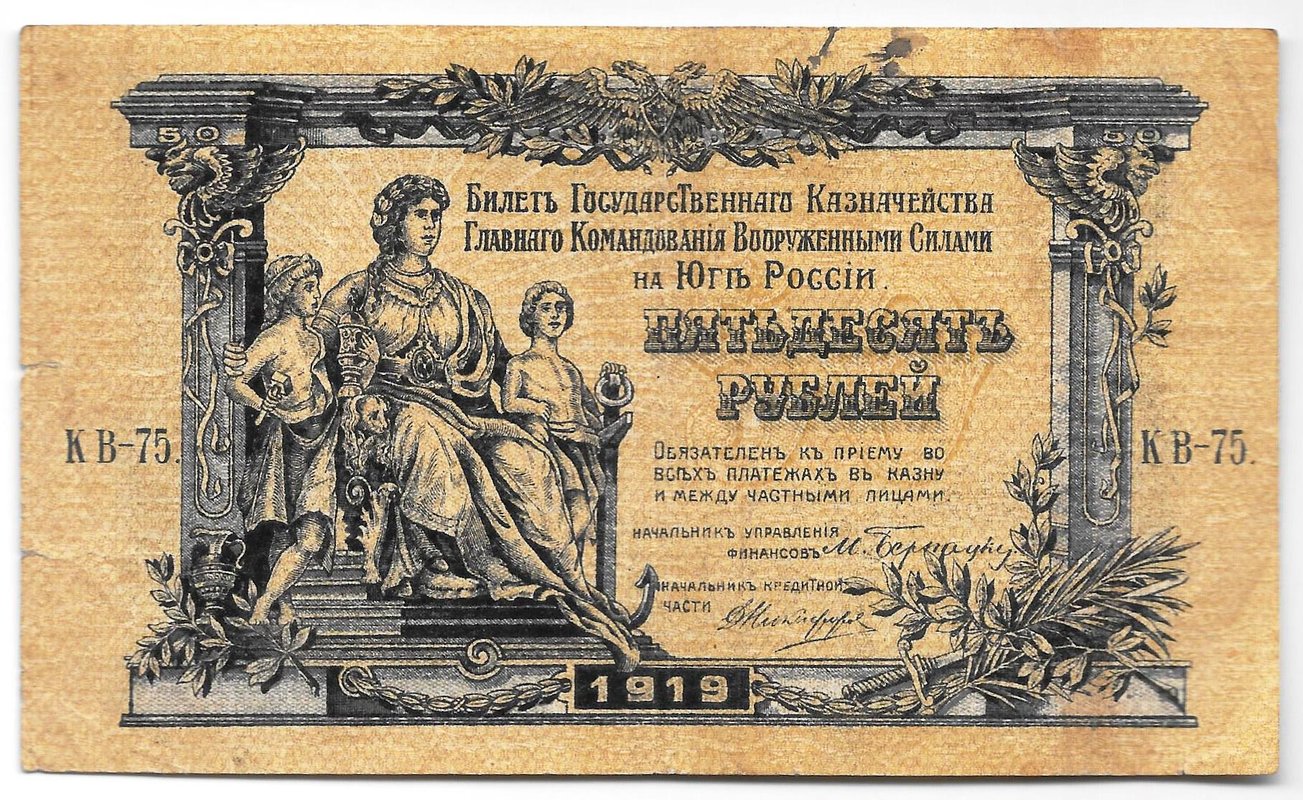 50
50
Билетъ Государственнаго Казначейства
Главнаго Командованія Вооруженными Силами
на Югѣ Россіи.
ПЯТЬДЕСЯТЪ
РУБЛЕЙ
Обязателенъ къ пріему во
всѣхъ платежахъ въ казну
и между частными лицами.
КВ-75.
КВ-75.
Начальникъ управленія
финансовъ М.
Начальникъ кредитной
части
1919